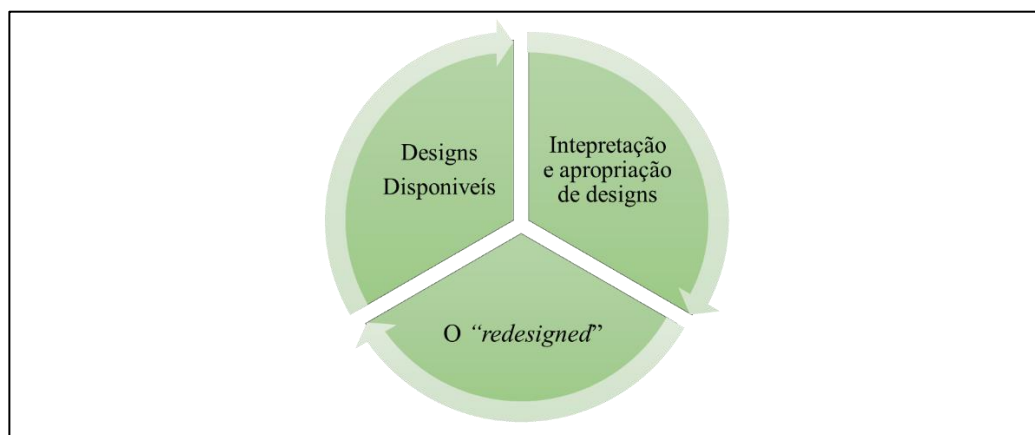 Designs
Disponiveís
Intepretação
e apropriação
de designs
O “redesigned”